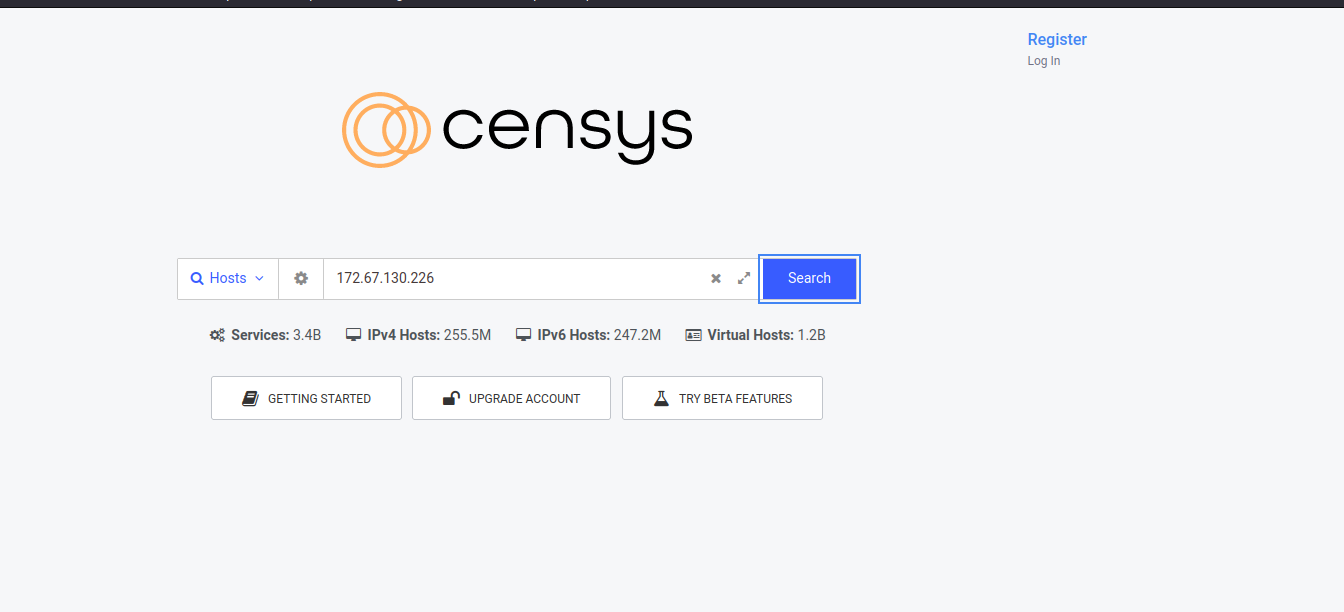 Register
Log In
censys
Hosts
172.67.130.226
Search
Services: 3.4B IPv4 Hosts: 255.5M IPv6 Hosts: 247.2M Virtual Hosts: 1.2B
GETTING STARTED UPGRADE ACCOUNT TRY BETA FEATURES